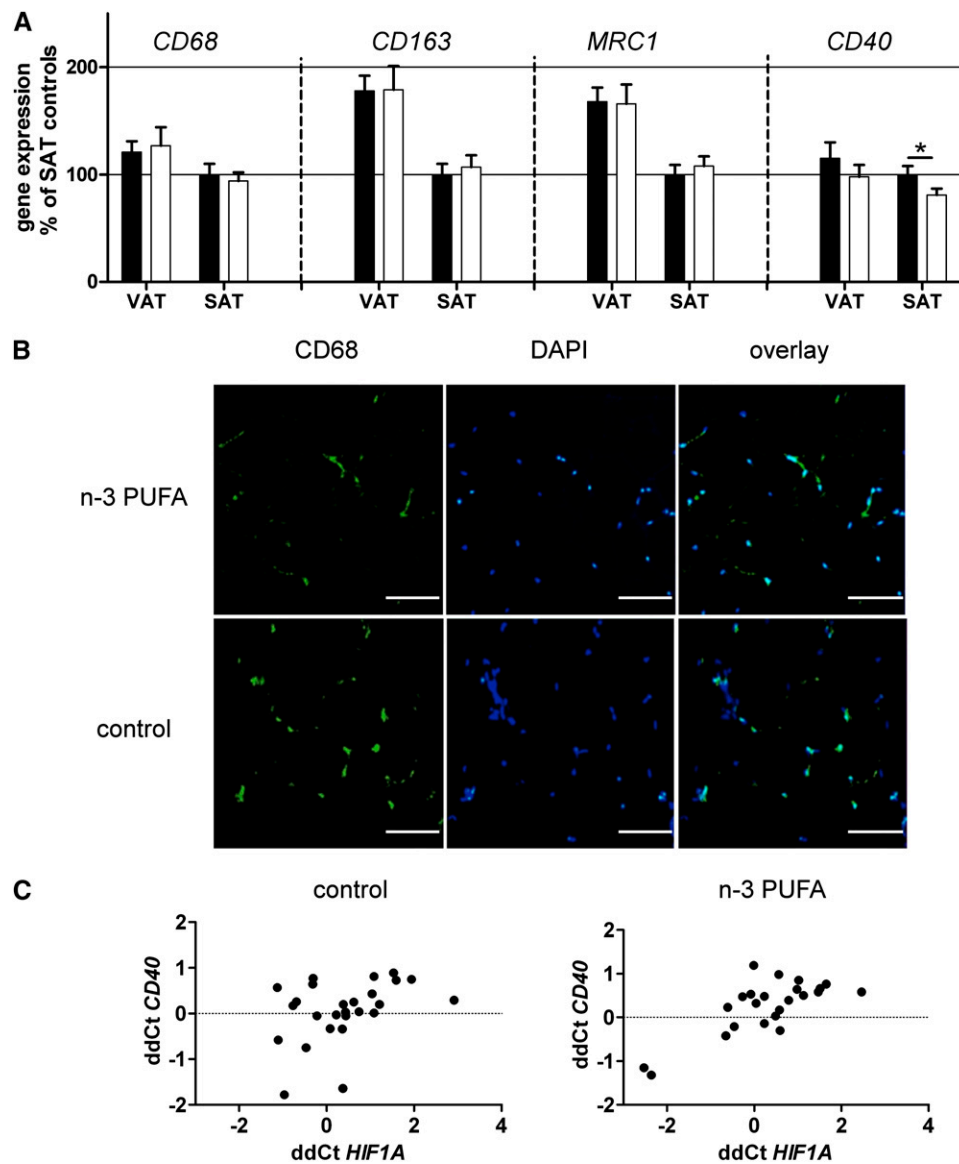 A
CD68 CD163 MRC1 CD40
gene expression
% of SAT controls
200
100
0
*
VAT SAT VAT SAT VAT SAT VAT SAT
B
CD68 DAPI overlay
n-3 PUFA
control
C
control n-3 PUFA
ddCt CD40
2
1
0
-1
-2
-2 0 2 4
ddCt HIF1A
ddCt CD40
2
1
0
-1
-2
-2 0 2 4
ddCt HIF1A